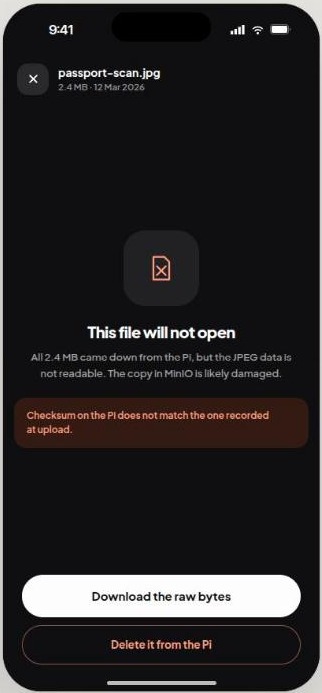 9:41
passport-scan.jpg
2.4 MB · 12 Mar 2026
This file will not open
All 2.4 MB came down from the Pi, but the JPEG data is
not readable. The copy in MinIO is likely damaged.
Checksum on the Pi does not match the one recorded
at upload.
Download the raw bytes
Delete it from the Pi